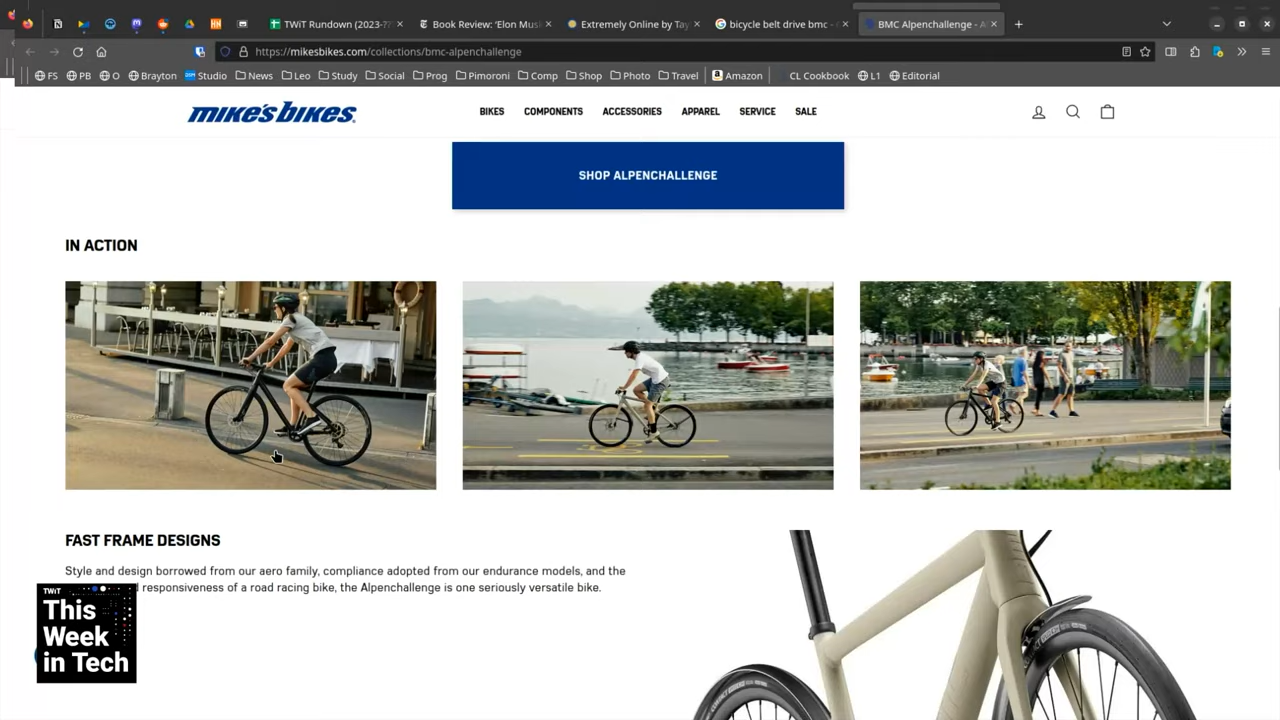 TWiT Rundown (2023-??
Book Review: 'Elon Mus
Extremely Online by Tay
bicycle belt drive bmc -
BMC Alpenchallenge - A
https://mikesbikes.com/collections/bmc-alpenchallenge
FS PB O Brayton Studio News Leo Study Social Prog Pimoroni Comp Shop Photo Travel Amazon CL Cookbook L1 Editorial
mike's bikes
BIKES COMPONENTS ACCESSORIES APPAREL SERVICE SALE
SHOP ALPENCHALLENGE
IN ACTION
FAST FRAME DESIGNS
Style and design borrowed from our aero family, compliance adopted from our endurance models, and the
responsiveness of a road racing bike, the Alpenchallenge is one seriously versatile bike.
TWiT
This
Week
in Tech